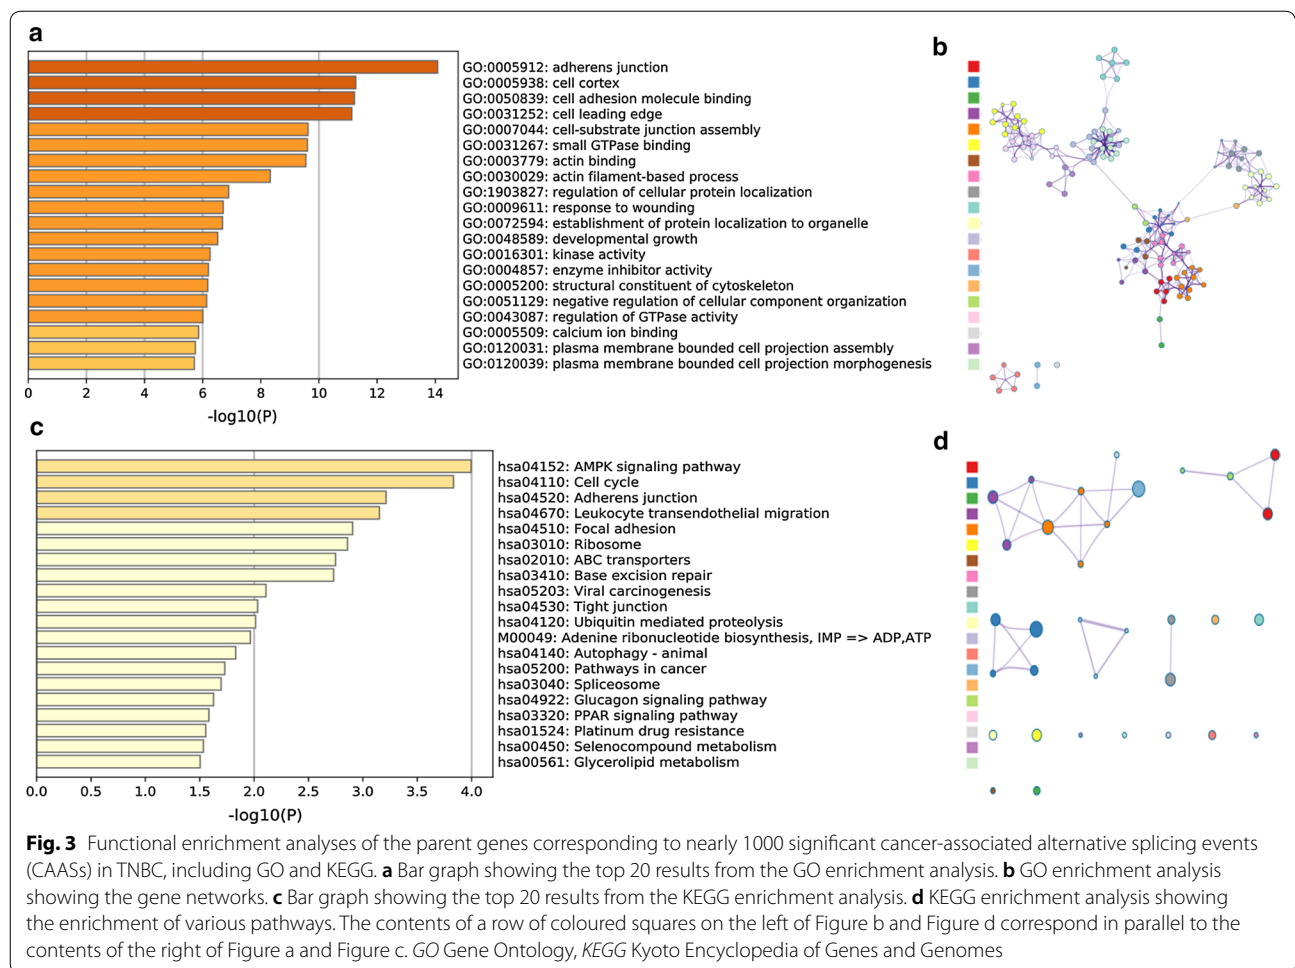 a
GO:0005912: adherens junction
GO:0005938: cell cortex
GO:0050839: cell adhesion molecule binding
GO:0031252: cell leading edge
GO:0007044: cell-substrate junction assembly
GO:0031267: small GTPase binding
GO:0003779: actin binding
GO:0030029: actin filament-based process
GO:1903827: regulation of cellular protein localization
GO:0009611: response to wounding
GO:0072594: establishment of protein localization to organelle
GO:0048589: developmental growth
GO:0016301: kinase activity
GO:0004857: enzyme inhibitor activity
GO:0005200: structural constituent of cytoskeleton
GO:0051129: negative regulation of cellular component organization
GO:0043087: regulation of GTPase activity
GO:0005509: calcium ion binding
GO:0120031: plasma membrane bounded cell projection assembly
GO:0120039: plasma membrane bounded cell projection morphogenesis
0 2 4 6 8 10 12 14
-log10(P)
b
c
hsa04152: AMPK signaling pathway
hsa04110: Cell cycle
hsa04520: Adherens junction
hsa04670: Leukocyte transendothelial migration
hsa04510: Focal adhesion
hsa03010: Ribosome
hsa02010: ABC transporters
hsa03410: Base excision repair
hsa05203: Viral carcinogenesis
hsa04530: Tight junction
hsa04120: Ubiquitin mediated proteolysis
M00049: Adenine ribonucleotide biosynthesis, IMP => ADP,ATP
hsa04140: Autophagy - animal
hsa05200: Pathways in cancer
hsa03040: Spliceosome
hsa04922: Glucagon signaling pathway
hsa03320: PPAR signaling pathway
hsa01524: Platinum drug resistance
hsa00450: Selenocompound metabolism
hsa00561: Glycerolipid metabolism
0.0 0.5 1.0 1.5 2.0 2.5 3.0 3.5 4.0
-log10(P)
d
Fig. 3 Functional enrichment analyses of the parent genes corresponding to nearly 1000 significant cancer-associated alternative splicing events
(CAASs) in TNBC, including GO and KEGG. a Bar graph showing the top 20 results from the GO enrichment analysis. b GO enrichment analysis
showing the gene networks. c Bar graph showing the top 20 results from the KEGG enrichment analysis. d KEGG enrichment analysis showing
the enrichment of various pathways. The contents of a row of coloured squares on the left of Figure b and Figure d correspond in parallel to the
contents of the right of Figure a and Figure c. GO Gene Ontology, KEGG Kyoto Encyclopedia of Genes and Genomes